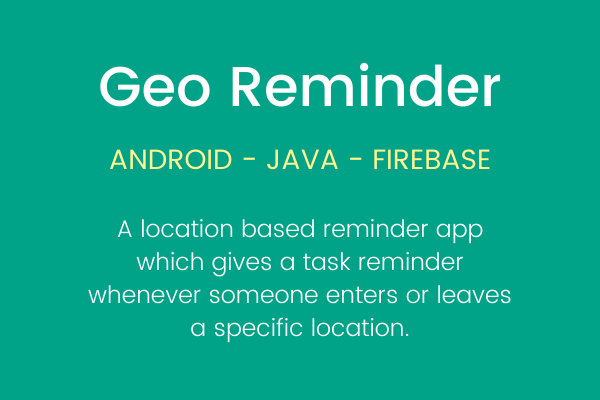 Geo Reminder
ANDROID - JAVA - FIREBASE
A location based reminder app
which gives a task reminder
whenever someone enters or leaves
a specific location.